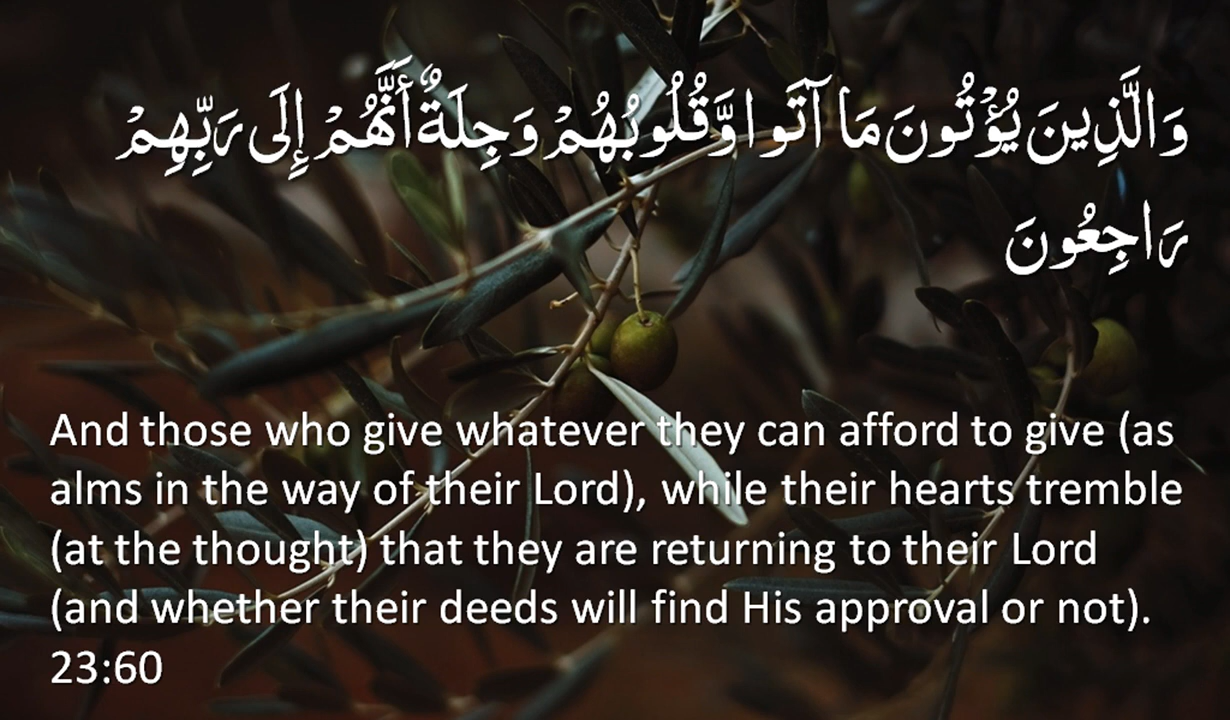 وَالَّذِينَ يُؤْتُونَ مَا آتَوا وَّقُلُوبُهُمْ وَجِلَةٌ أَنَّهُمْ إِلَى رَبِّهِمْ
رَاجِعُونَ
And those who give whatever they can afford to give (as
alms in the way of their Lord), while their hearts tremble
(at the thought) that they are returning to their Lord
(and whether their deeds will find His approval or not).
23:60